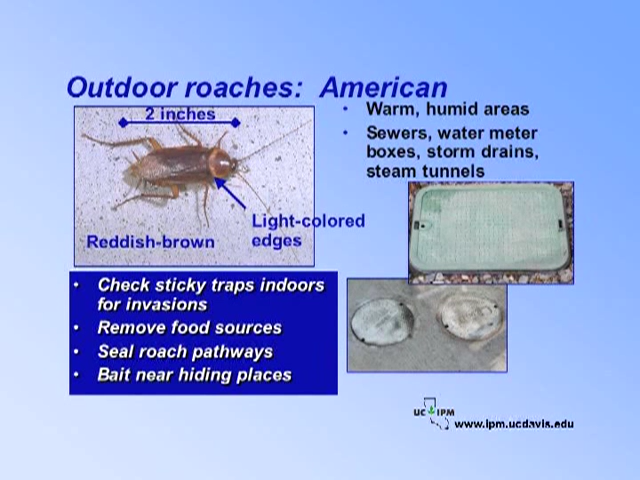 Outdoor roaches:  American
2 inches
Light-colored
edges
Reddish-brown
• Warm, humid areas
• Sewers, water meter
boxes, storm drains,
steam tunnels
• Check sticky traps indoors
for invasions
• Remove food sources
• Seal roach pathways
• Bait near hiding places
UC IPM
www.ipm.ucdavis.edu